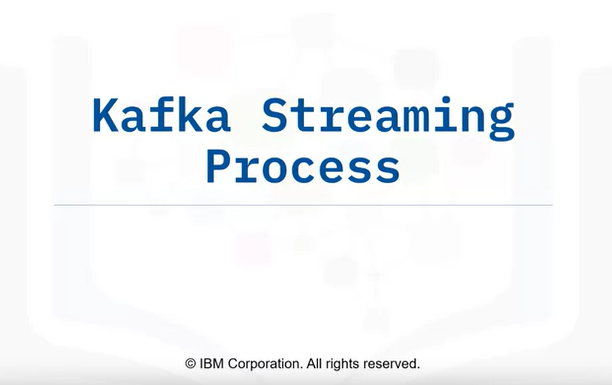 Kafka Streaming
Process
© IBM Corporation. All rights reserved.